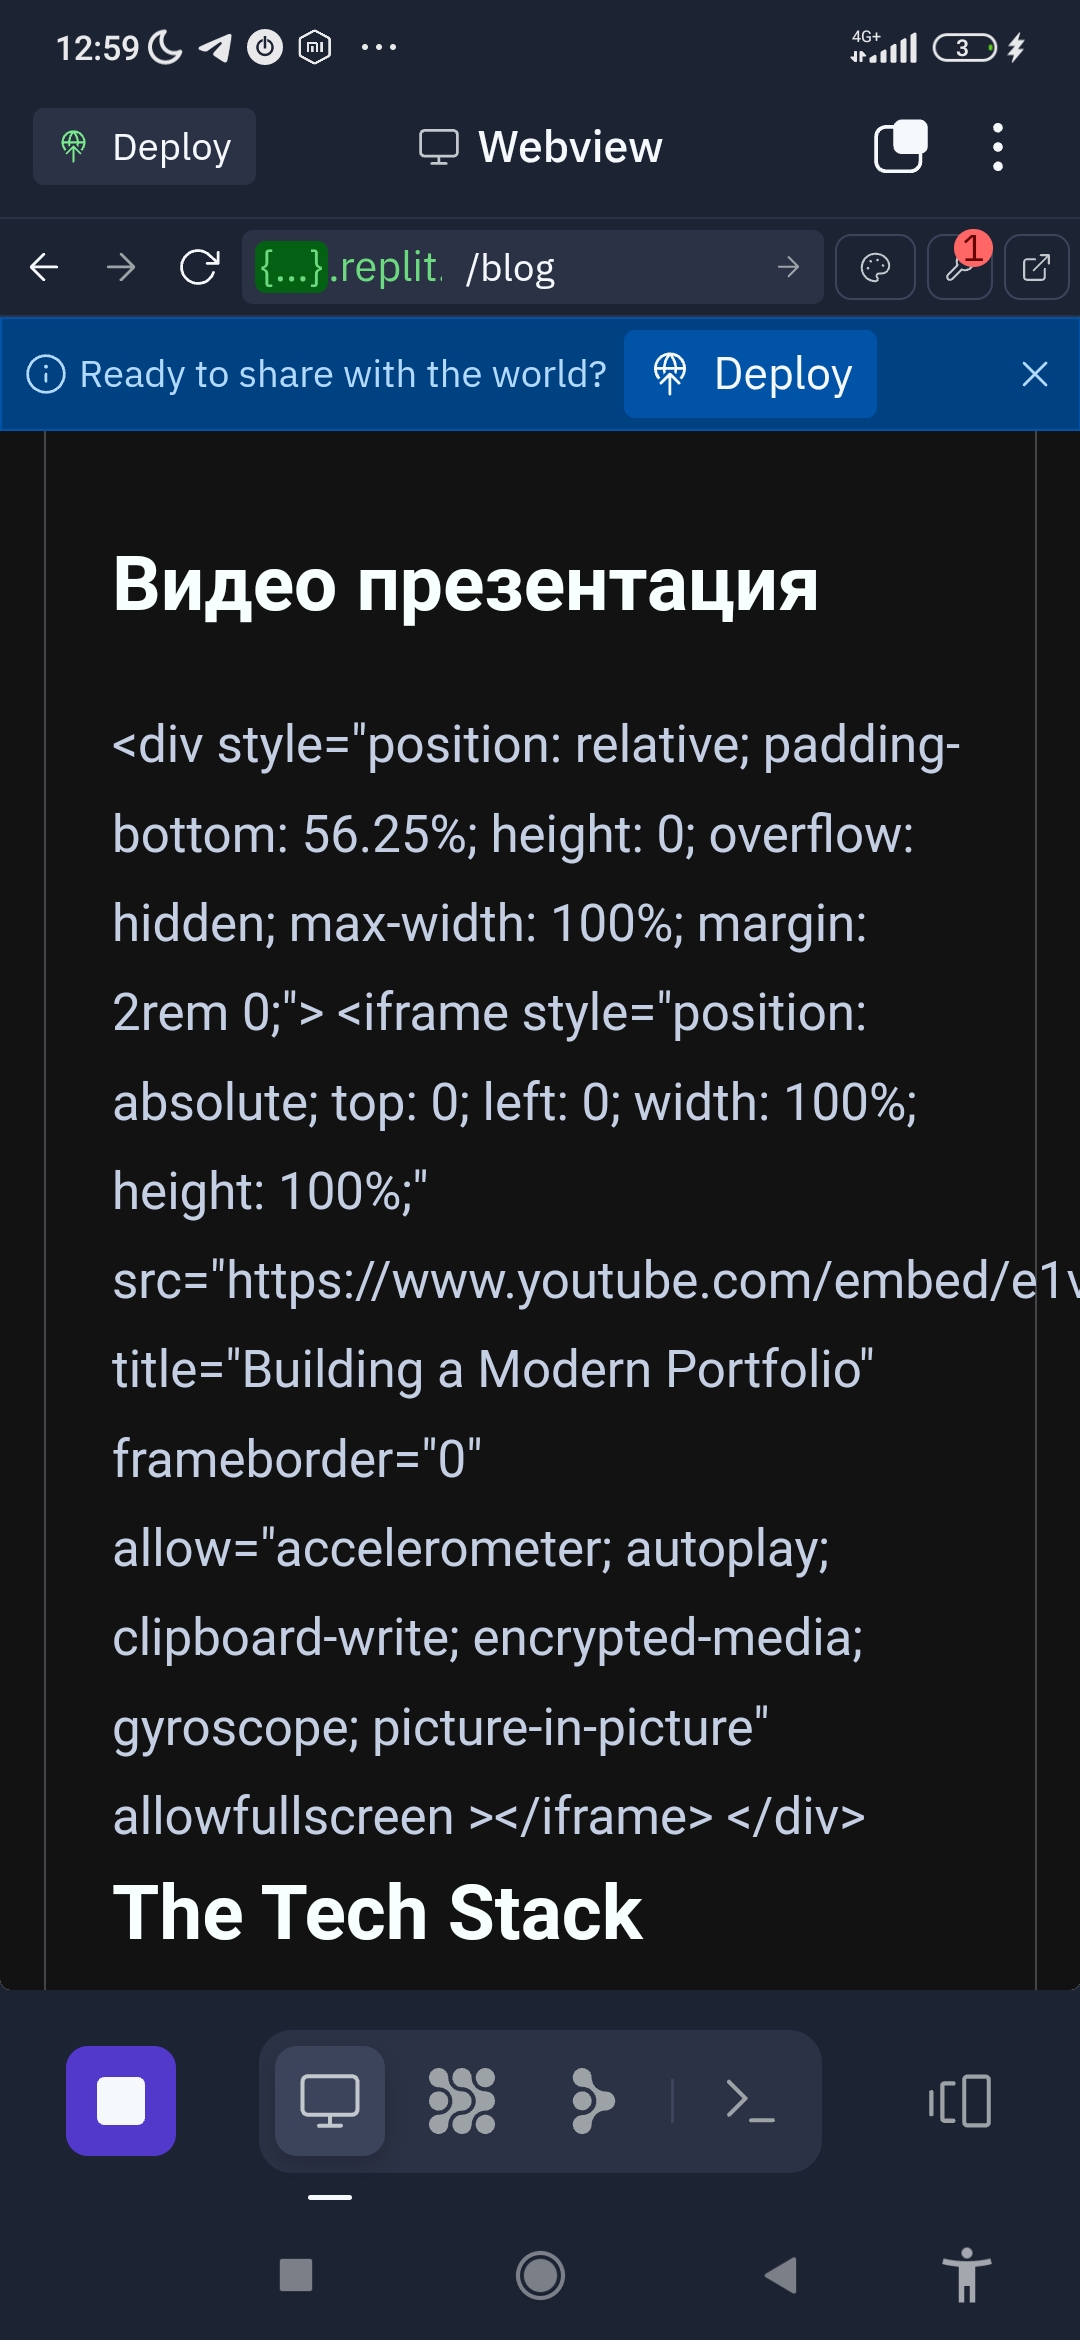 12:59
4G+
3
Deploy
Webview
{...}.replit. /blog
1
Ready to share with the world?
Deploy
Видео презентация
<div style="position: relative; padding-
bottom: 56.25%; height: 0; overflow:
hidden; max-width: 100%; margin:
2rem 0;"> <iframe style="position:
absolute; top: 0; left: 0; width: 100%;
height: 100%;"
src="https://www.youtube.com/embed/e1v
title="Building a Modern Portfolio"
frameborder="0"
allow="accelerometer; autoplay;
clipboard-write; encrypted-media;
gyroscope; picture-in-picture"
allowfullscreen ></iframe> </div>
The Tech Stack